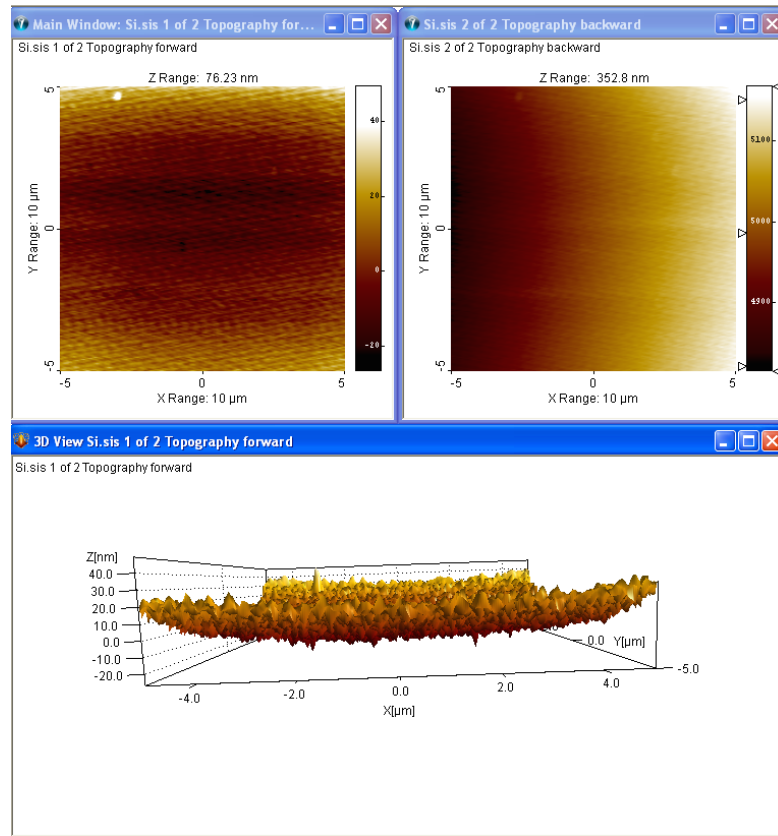 Main Window: Si.sis 1 of 2 Topography for...
Si.sis 1 of 2 Topography forward
Z Range: 76.23 nm
5
0
-5
Y Range: 10 µm
-5 0 5
X Range: 10 µm
40
20
0
-20
Si.sis 2 of 2 Topography backward
Si.sis 2 of 2 Topography backward
Z Range: 352.8 nm
5
0
-5
Y Range: 10 µm
-5 0 5
X Range: 10 µm
5100
5000
4900
3D View Si.sis 1 of 2 Topography forward
Si.sis 1 of 2 Topography forward
Z[nm]
40.0
30.0
20.0
10.0
0.0
-10.0
-20.0
-4.0 -2.0 0.0 2.0 4.0
X[µm]
0.0 Y[µm]
-5.0